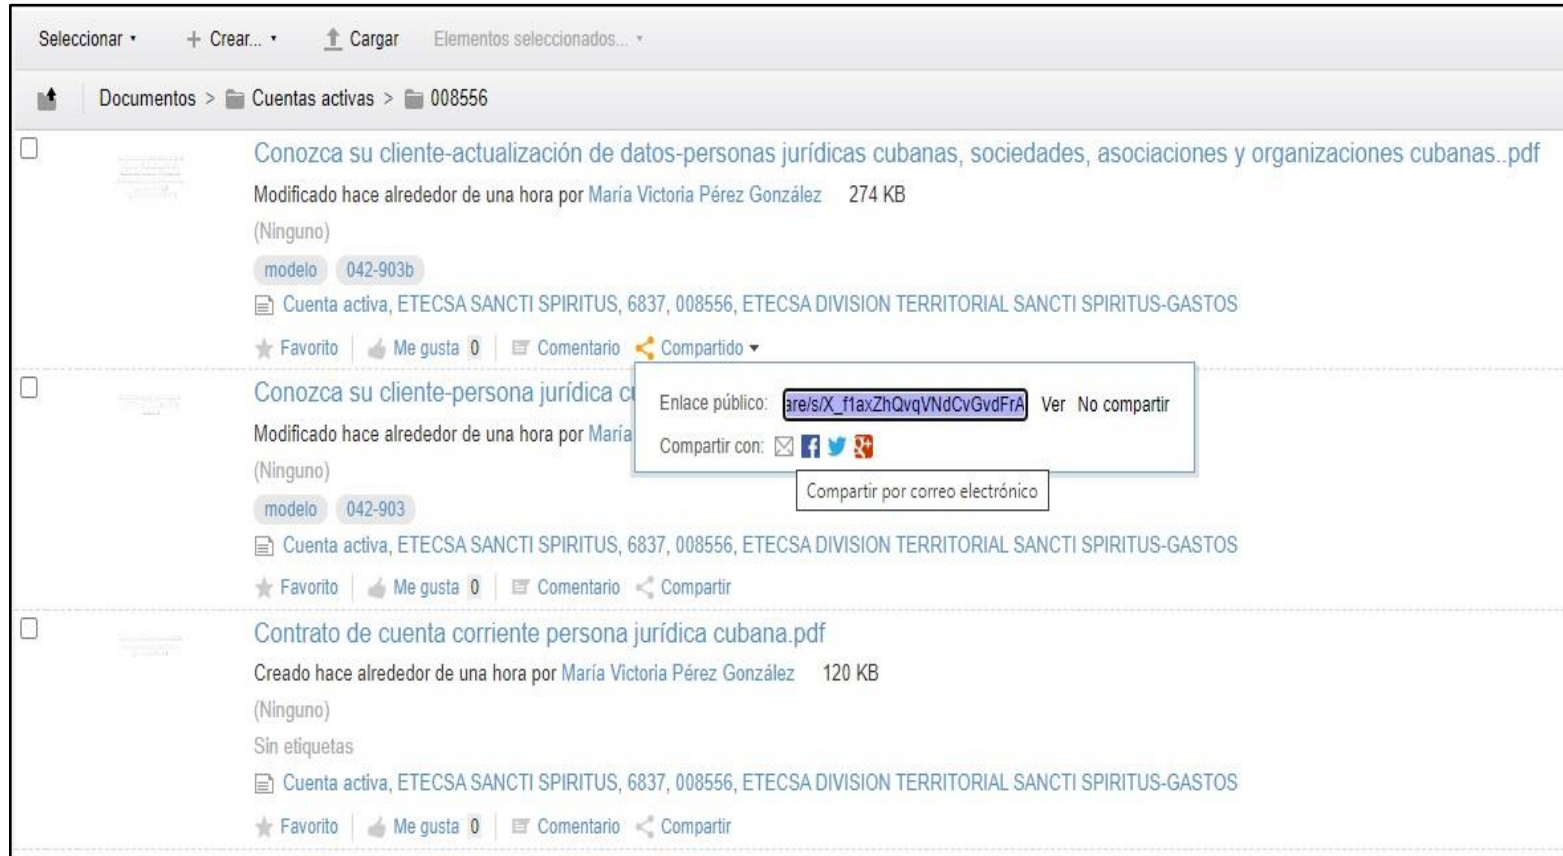 Seleccionar Crear... Cargar Elementos seleccionados...
Documentos > Cuentas activas > 008556
Conozca su cliente-actualización de datos-personas jurídicas cubanas, sociedades, asociaciones y organizaciones cubanas..pdf
Modificado hace alrededor de una hora por María Victoria Pérez González 274 KB
(Ninguno)
modelo 042-903b
Cuenta activa, ETECSA SANCTI SPIRITUS, 6837, 008556, ETECSA DIVISION TERRITORIAL SANCTI SPIRITUS-GASTOS
Favorito Me gusta 0 Comentario Compartido
Conozca su cliente-persona jurídica
Enlace público: are/s/X_f1axZhQvqVNdCvGvdFrA Ver No compartir
Modificado hace alrededor de una hora por María
Compartir con:
(Ninguno)
Compartir por correo electrónico
modelo 042-903
Cuenta activa, ETECSA SANCTI SPIRITUS, 6837, 008556, ETECSA DIVISION TERRITORIAL SANCTI SPIRITUS-GASTOS
Favorito Me gusta 0 Comentario Compartir
Contrato de cuenta corriente persona jurídica cubana.pdf
Creado hace alrededor de una hora por María Victoria Pérez González 120 KB
(Ninguno)
Sin etiquetas
Cuenta activa, ETECSA SANCTI SPIRITUS, 6837, 008556, ETECSA DIVISION TERRITORIAL SANCTI SPIRITUS-GASTOS
Favorito Me gusta 0 Comentario Compartir